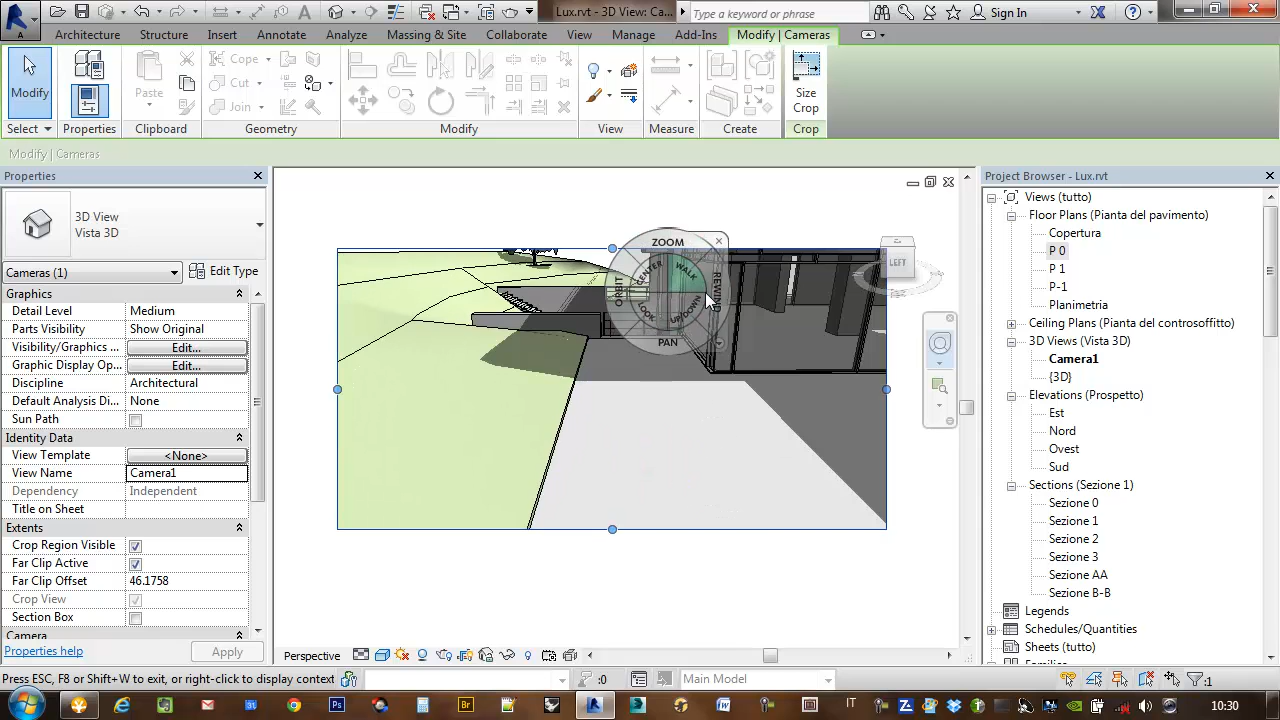 Lux.rvt - 3D View: Ca...
Type a keyword or phrase
Sign In
Architecture
Structure
Insert
Annotate
Analyze
Massing & Site
Collaborate
View
Manage
Add-Ins
Modify | Cameras
Modify
Paste
Cope
Cut
Join
Size
Crop
Select
Properties
Clipboard
Geometry
Modify
View
Measure
Create
Crop
Modify | Cameras
Properties
3D View
Vista 3D
Cameras (1)
Edit Type
Graphics
Detail Level Medium
Parts Visibility Show Original
Visibility/Graphics ... Edit...
Graphic Display Op... Edit...
Discipline Architectural
Default Analysis Di... None
Sun Path
Identity Data
View Template <None>
View Name Camera1
Dependency Independent
Title on Sheet
Extents
Crop Region Visible
Far Clip Active
Far Clip Offset 46.1758
Crop View
Section Box
Camera
Properties help
Apply
ZOOM
CENTER
WALK
ORBIT
REWIND
LOOK
UP/DOWN
PAN
LEFT
Perspective
Project Browser - Lux.rvt
Views (tutto)
Floor Plans (Pianta del pavimento)
Copertura
P 0
P 1
P-1
Planimetria
Ceiling Plans (Pianta del controsoffitto)
3D Views (Vista 3D)
Camera1
{3D}
Elevations (Prospetto)
Est
Nord
Ovest
Sud
Sections (Sezione 1)
Sezione 0
Sezione 1
Sezione 2
Sezione 3
Sezione AA
Sezione B-B
Legends
Schedules/Quantities
Sheets (tutto)
Press ESC, F8 or Shift+W to exit, or right-click to display context
:0
Main Model
:1
Ps
Br
IT
10:30